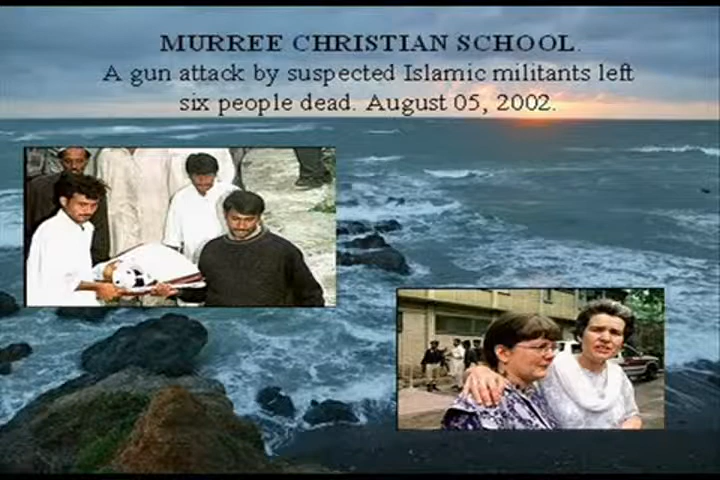 MURREE CHRISTIAN SCHOOL.
A gun attack by suspected Islamic militants left
six people dead. August 05, 2002.